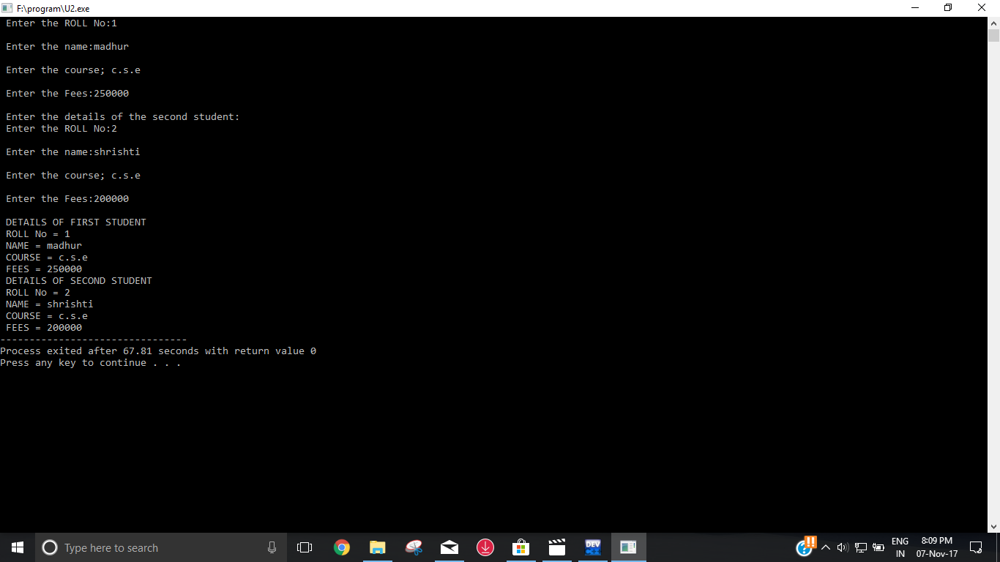 F:\program\U2.exe
Enter the ROLL No:1
Enter the name:madhur
Enter the course; c.s.e
Enter the Fees:250000
Enter the details of the second student:
Enter the ROLL No:2
Enter the name:shrishti
Enter the course; c.s.e
Enter the Fees:200000
DETAILS OF FIRST STUDENT
ROLL No = 1
NAME = madhur
COURSE = c.s.e
FEES = 250000
DETAILS OF SECOND STUDENT
ROLL No = 2
NAME = shrishti
COURSE = c.s.e
FEES = 200000
--------------------------------
Process exited after 67.81 seconds with return value 0
Press any key to continue . . .
Type here to search
DEV
ENG
IN
8:09 PM
07-Nov-17